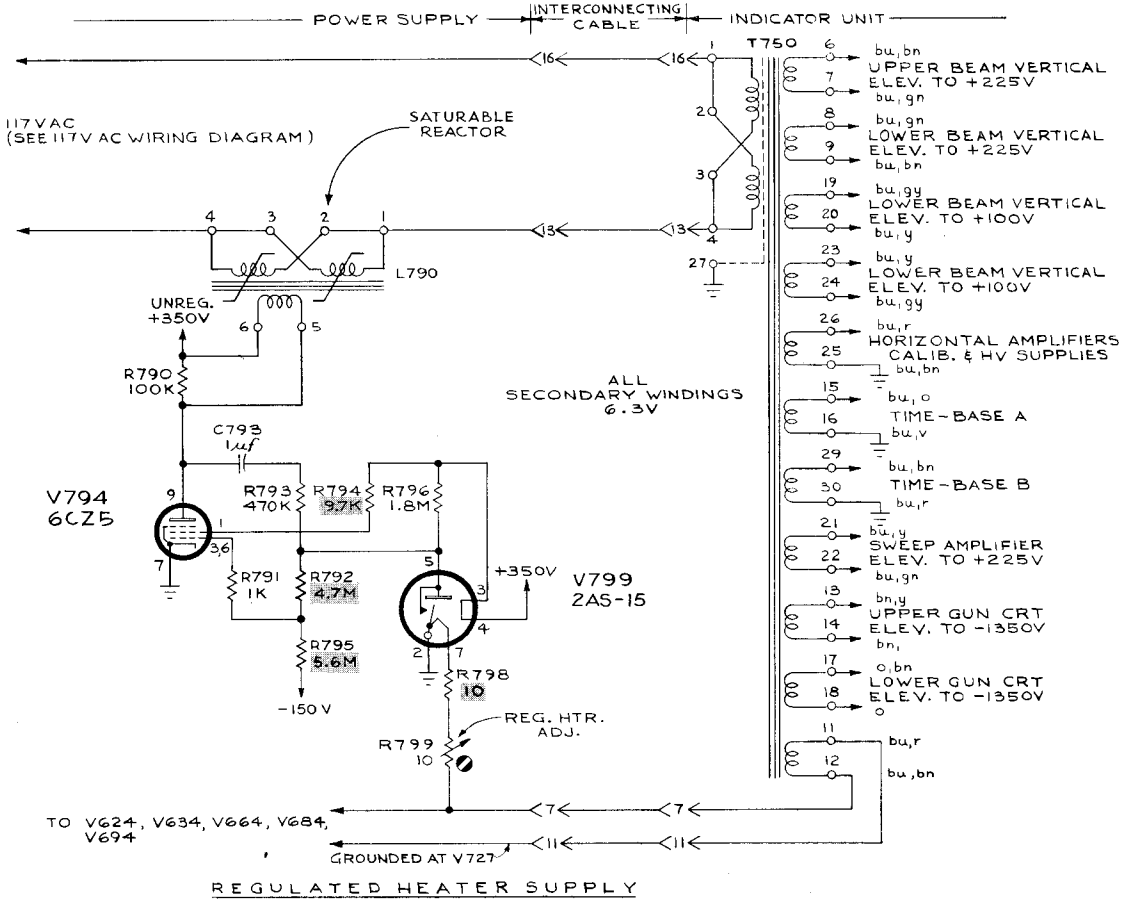 POWER SUPPLY
INTERCONNECTING
CABLE
INDICATOR UNIT
16
16
1
T750
2
3
4
13
13
27
117VAC
(SEE 117V AC WIRING DIAGRAM)
SATURABLE
REACTOR
4
3
2
1
L790
UNREG.
+350V
6
5
R790
100K
C793
1µf
V794
6CZ5
9
1
3,6
7
R793
470K
R794
9.7K
R796
1.8M
R791
1K
R792
4.7M
R795
5.6M
-150V
5
3
4
2
7
+350V
V799
2AS-15
R798
10
REG. HTR.
ADJ.
R799
10
ALL
SECONDARY WINDINGS
6.3V
6
bu,bn
UPPER BEAM VERTICAL
7
ELEV. TO +225V
bu,gn
8
bu,gn
LOWER BEAM VERTICAL
9
ELEV. TO +225V
bu,bn
19
bu,gy
LOWER BEAM VERTICAL
20
ELEV. TO +100V
bu,y
23
bu,y
LOWER BEAM VERTICAL
24
ELEV. TO +100V
bu,gy
26
bu,r
HORIZONTAL AMPLIFIERS
25
CALIB. & HV SUPPLIES
bu,bn
15
bu,o
TIME-BASE A
16
bu,v
29
bu,bn
TIME-BASE B
30
bu,r
21
bu,y
SWEEP AMPLIFIER
22
ELEV. TO +225V
bu,gn
13
bn,y
UPPER GUN CRT
14
ELEV. TO -1350V
bn,
17
o,bn
LOWER GUN CRT
18
ELEV. TO -1350V
o
11
bu,r
12
bu,bn
7
7
TO V624, V634, V664, V684,
V694
11
11
GROUNDED AT V727
REGULATED HEATER SUPPLY